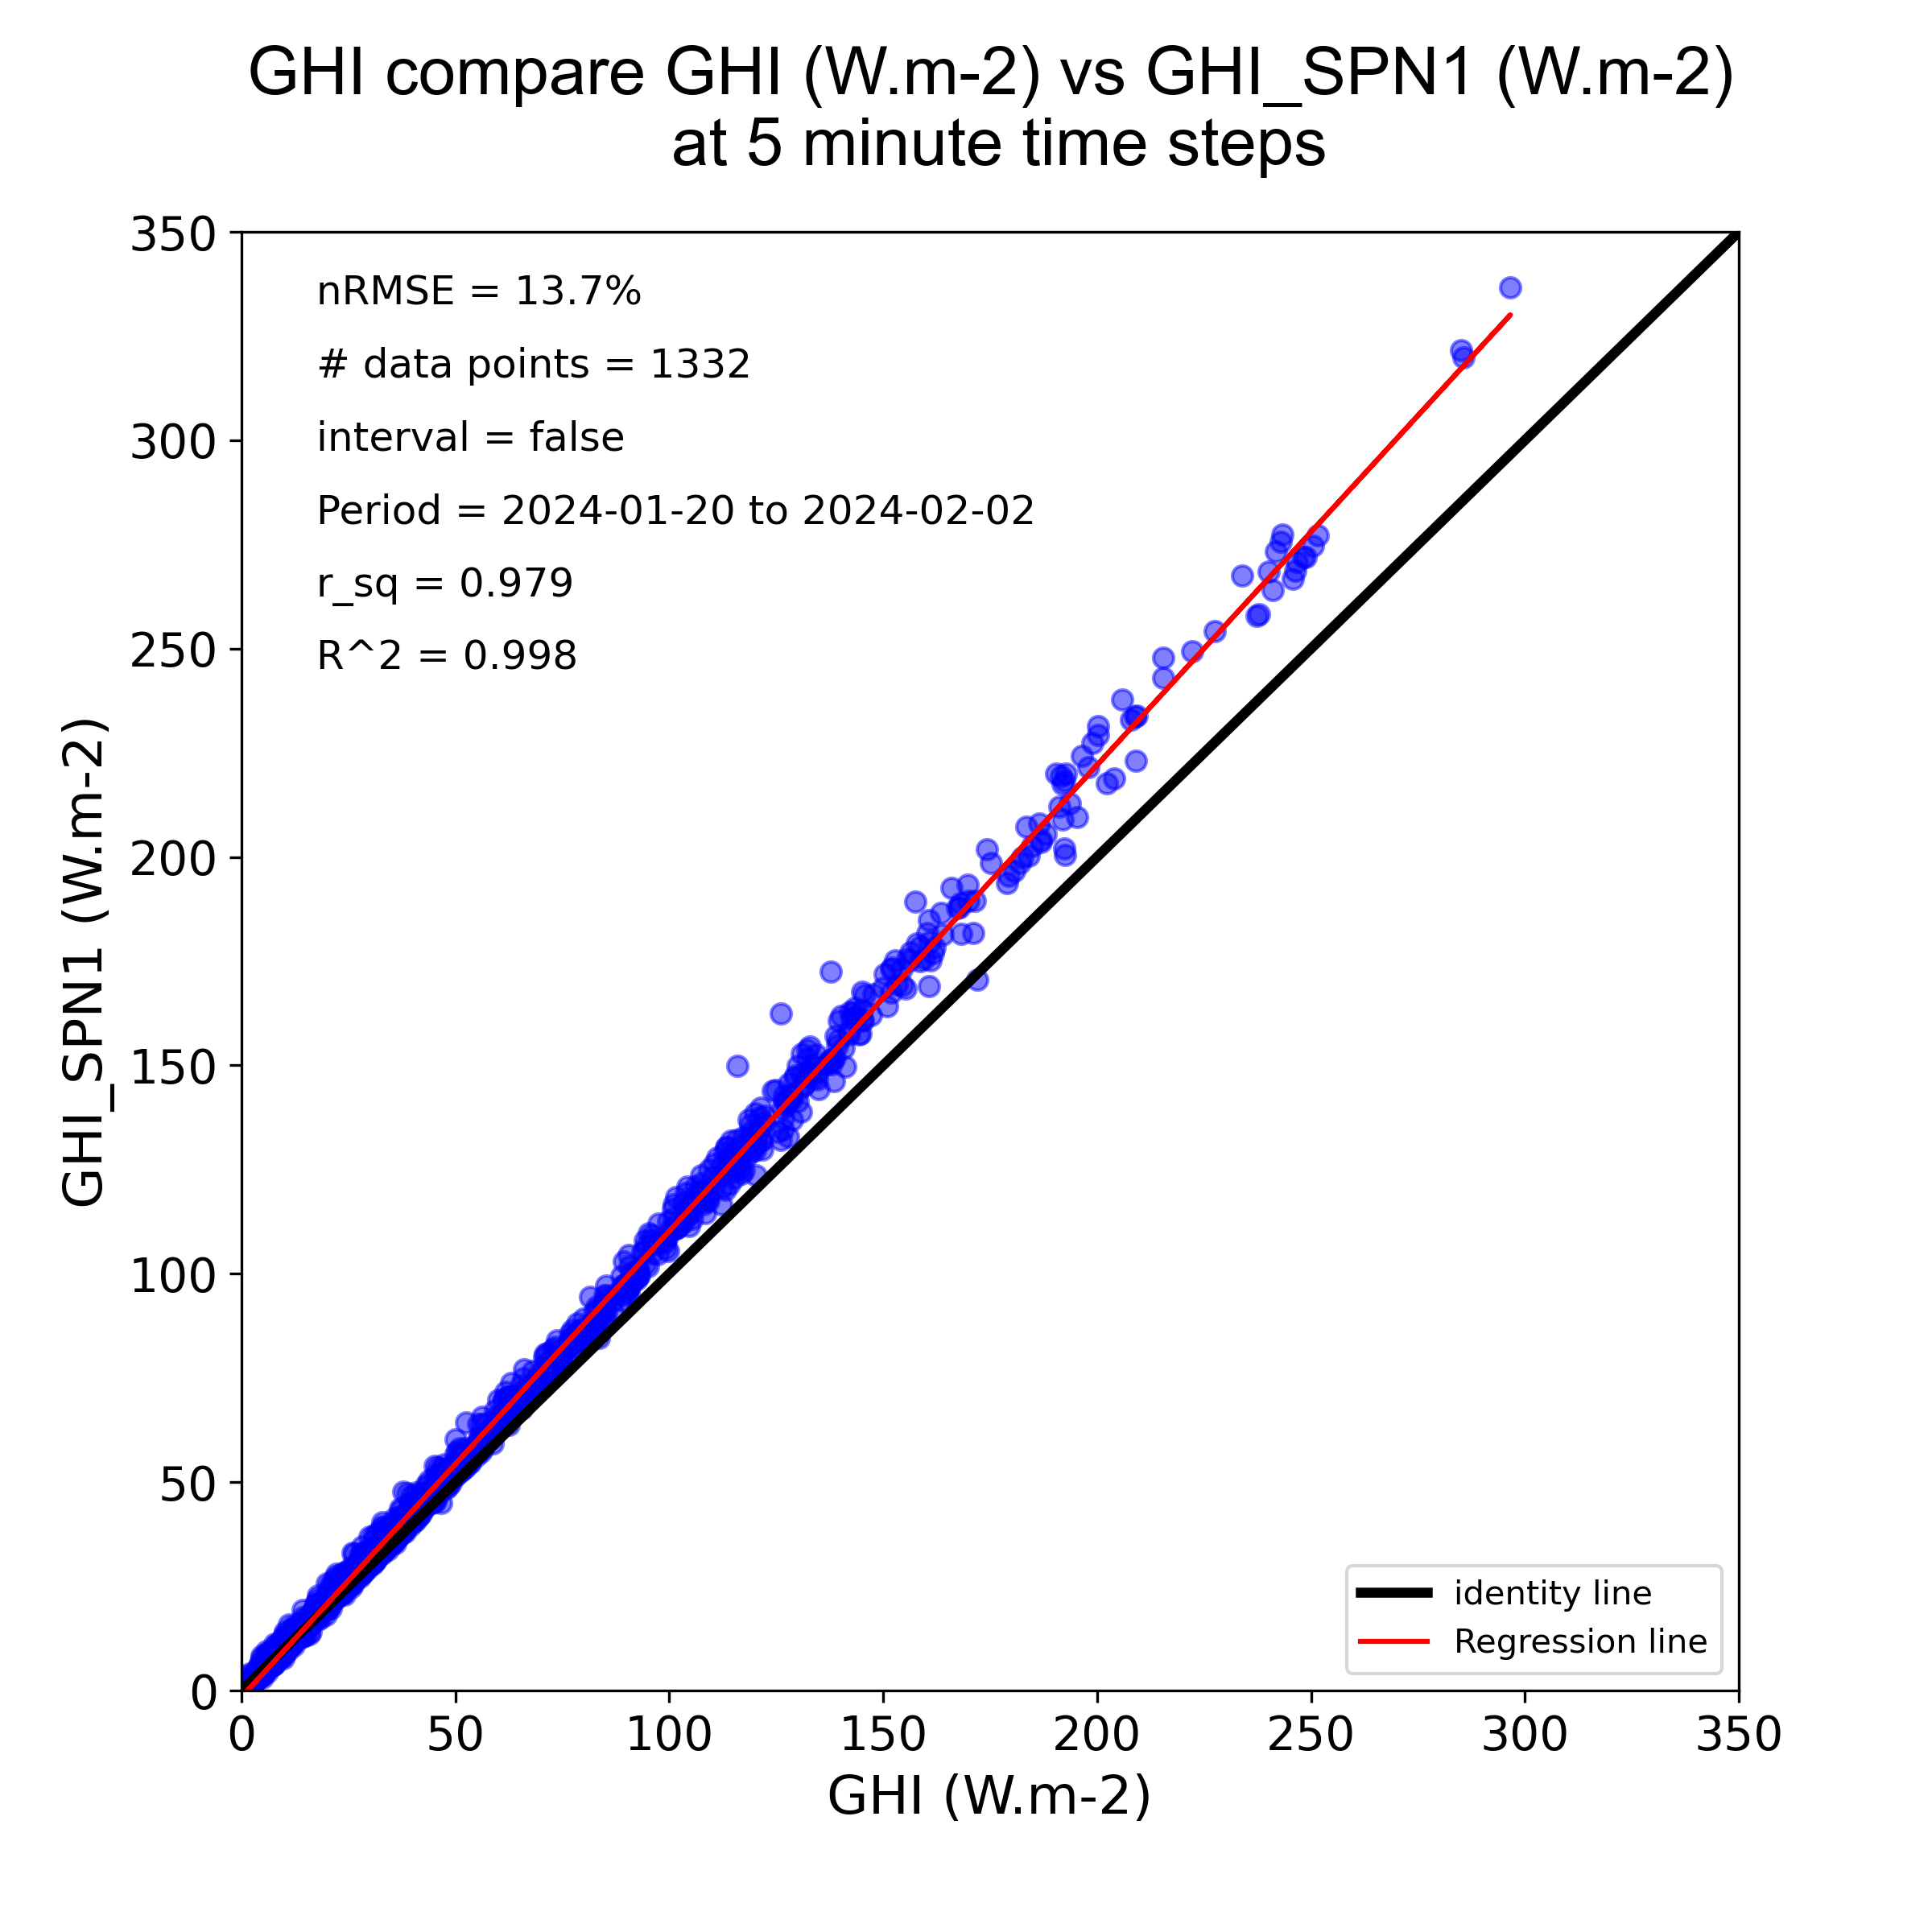 GHI compare GHI (W.m-2) vs GHI_SPN1 (W.m-2)
at 5 minute time steps
350
300
250
200
150
100
50
0
GHI_SPN1 (W.m-2)
nRMSE = 13.7%
# data points = 1332
interval = false
Period = 2024-01-20 to 2024-02-02
r_sq = 0.979
R^2 = 0.998
identity line
Regression line
0 50 100 150 200 250 300 350
GHI (W.m-2)